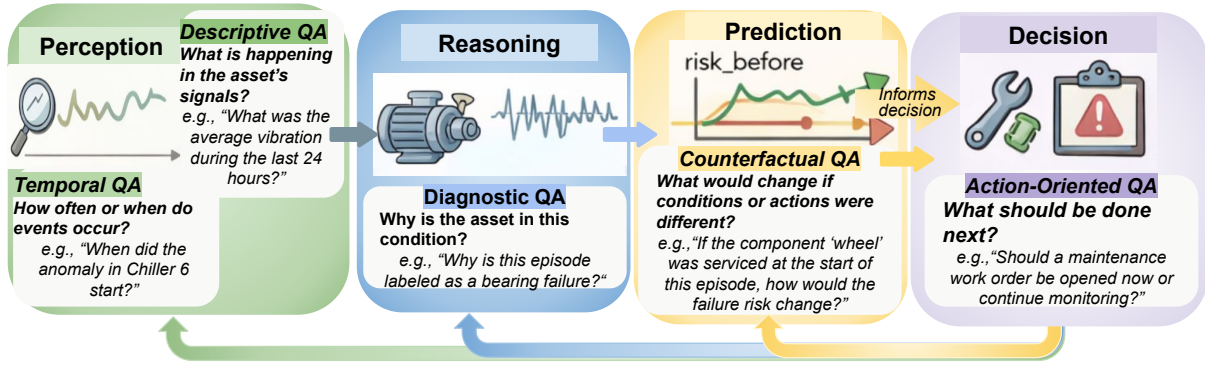 Perception
Descriptive QA
What is happening
in the asset's
signals?
e.g., “What was the
average vibration
during the last 24
hours?”
Temporal QA
How often or when do
events occur?
e.g., “When did the
anomaly in Chiller 6
start?”
Reasoning
Diagnostic QA
Why is the asset in this
condition?
e.g., “Why is this episode
labeled as a bearing failure?“
Prediction
risk_before
Counterfactual QA
What would change if
conditions or actions were
different?
e.g.,“If the component ‘wheel’
was serviced at the start of
this episode, how would the
failure risk change?”
Informs
decision
Decision
Action-Oriented QA
What should be done
next?
e.g.,“Should a maintenance
work order be opened now or
continue monitoring?”